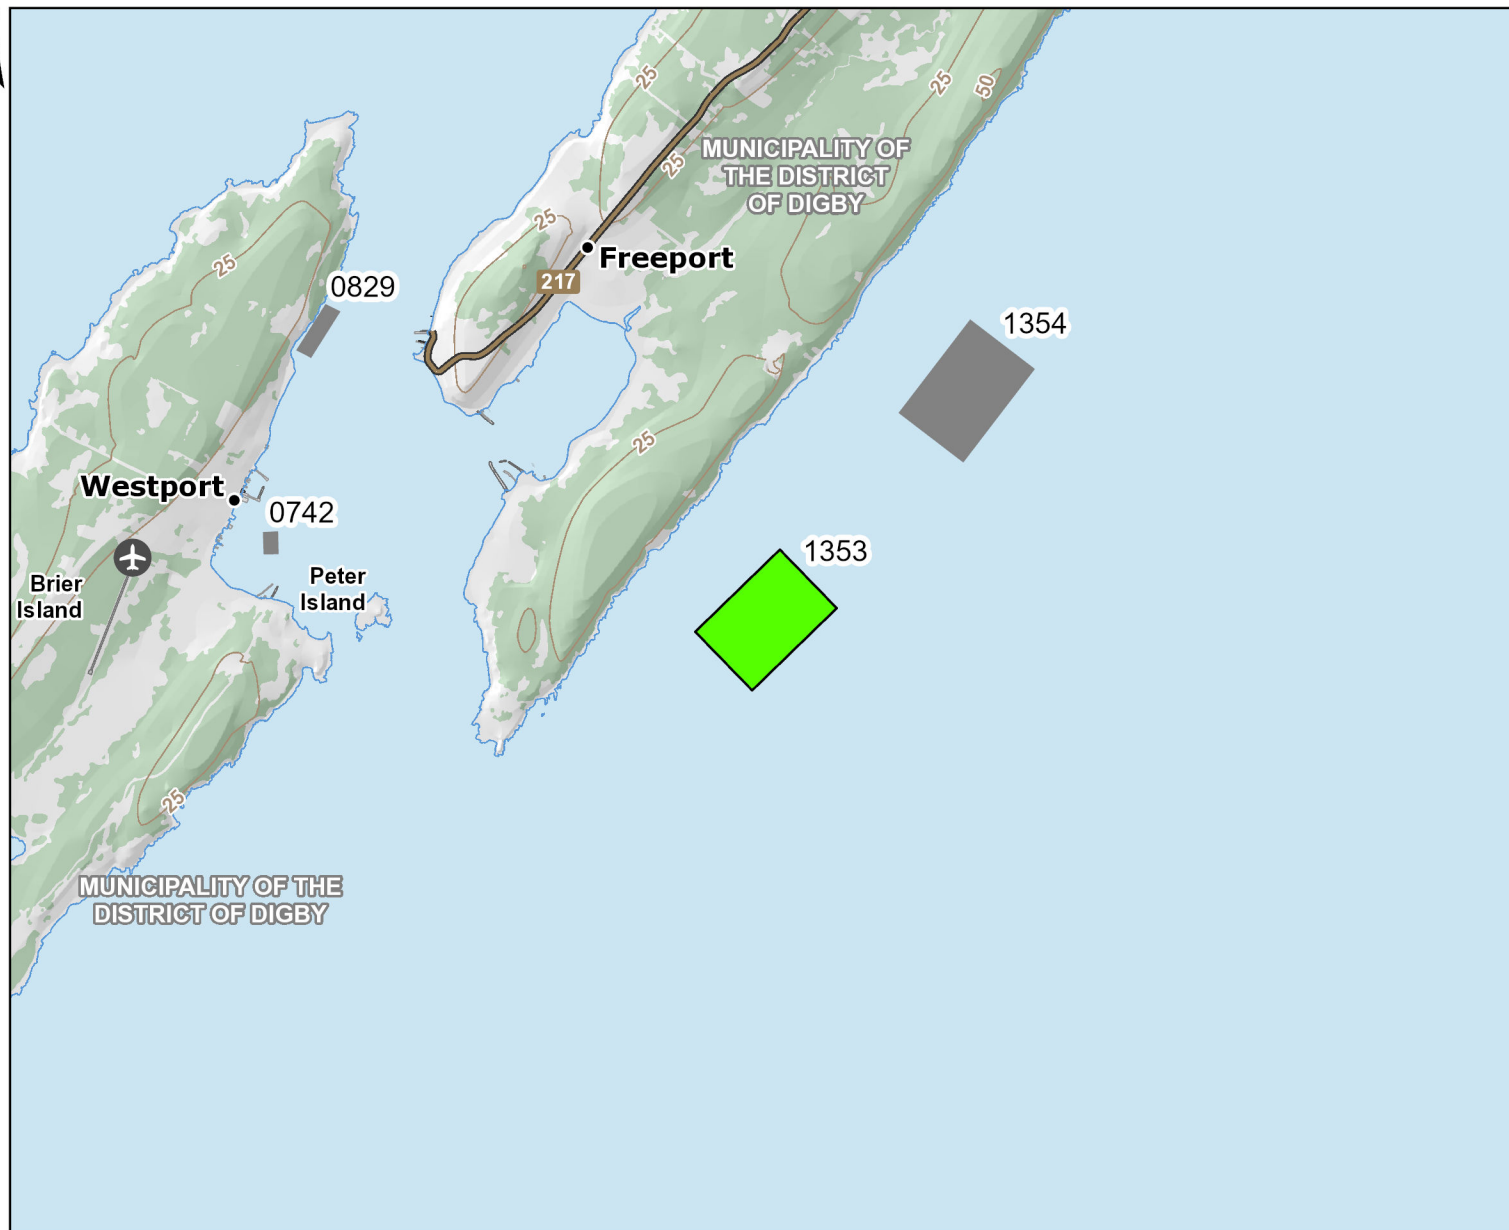 25
25
50
25
MUNICIPALITY OF
THE DISTRICT
OF DIGBY
25
Freeport
25
217
0829
1354
25
Westport
0742
1353
Brier
Island
Peter
Island
25
MUNICIPALITY OF THE
DISTRICT OF DIGBY